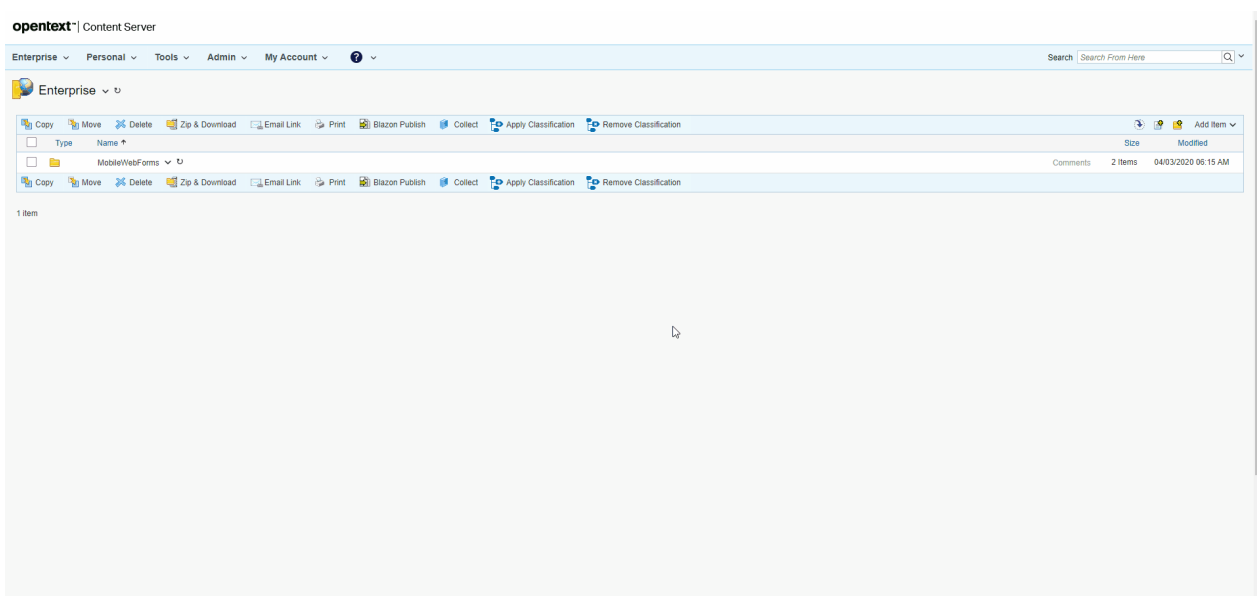 opentext™ | Content Server
Enterprise Personal Tools Admin My Account ? Search Search From Here
Enterprise
Copy Move Delete Zip & Download Email Link Print Blazon Publish Collect Apply Classification Remove Classification Add Item
Type Name Size Modified
MobileWebForms Comments 2 Items 04/03/2020 06:15 AM
Copy Move Delete Zip & Download Email Link Print Blazon Publish Collect Apply Classification Remove Classification
1 item